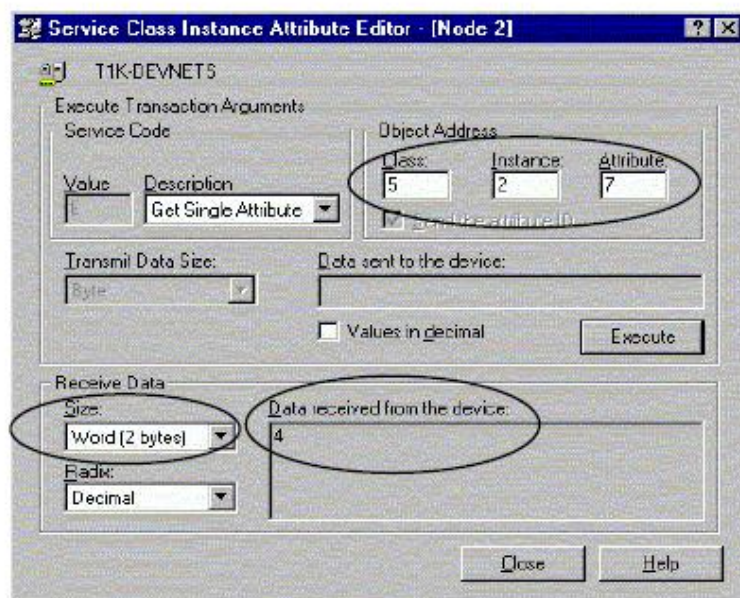 Service Class Instance Attribute Editor - [Node 2]
T1K-DEVNETS
Execute Transaction Arguments
Service Code
Object Address
Value Description
Class: Instance: Attribute:
Get Single Attribute
5 2 7
Transmit Data Size:
Data sent to the device:
Byte
Values in decimal
Execute
Receive Data
Size:
Data received from the device:
Word (2 bytes)
4
Radix:
Decimal
Close Help